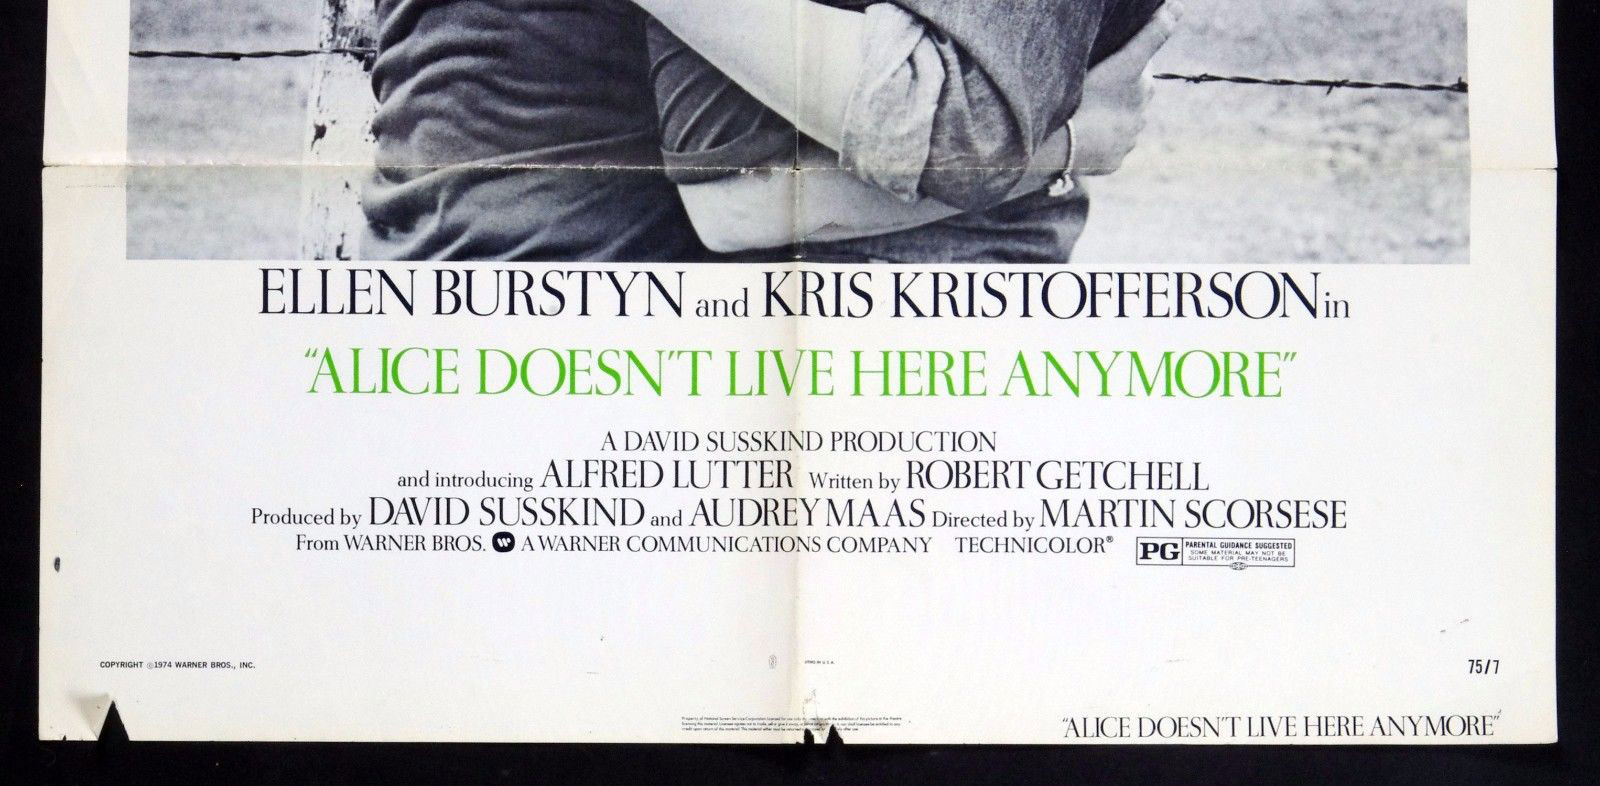 ELLEN BURSTYN and KRIS KRISTOFFERSON in
"ALICE DOESN'T LIVE HERE ANYMORE"
A DAVID SUSSKIND PRODUCTION
and introducing ALFRED LUTTER Written by ROBERT GETCHELL
Produced by DAVID SUSSKIND and AUDREY MAAS Directed by MARTIN SCORSESE
From WARNER BROS. A WARNER COMMUNICATIONS COMPANY TECHNICOLOR® PG PARENTAL GUIDANCE SUGGESTED
SOME MATERIAL MAY NOT BE
SUITABLE FOR PRE-TEENAGERS
COPYRIGHT ©1974 WARNER BROS., INC.
IN U.S.A.
75/7
"ALICE DOESN'T LIVE HERE ANYMORE"